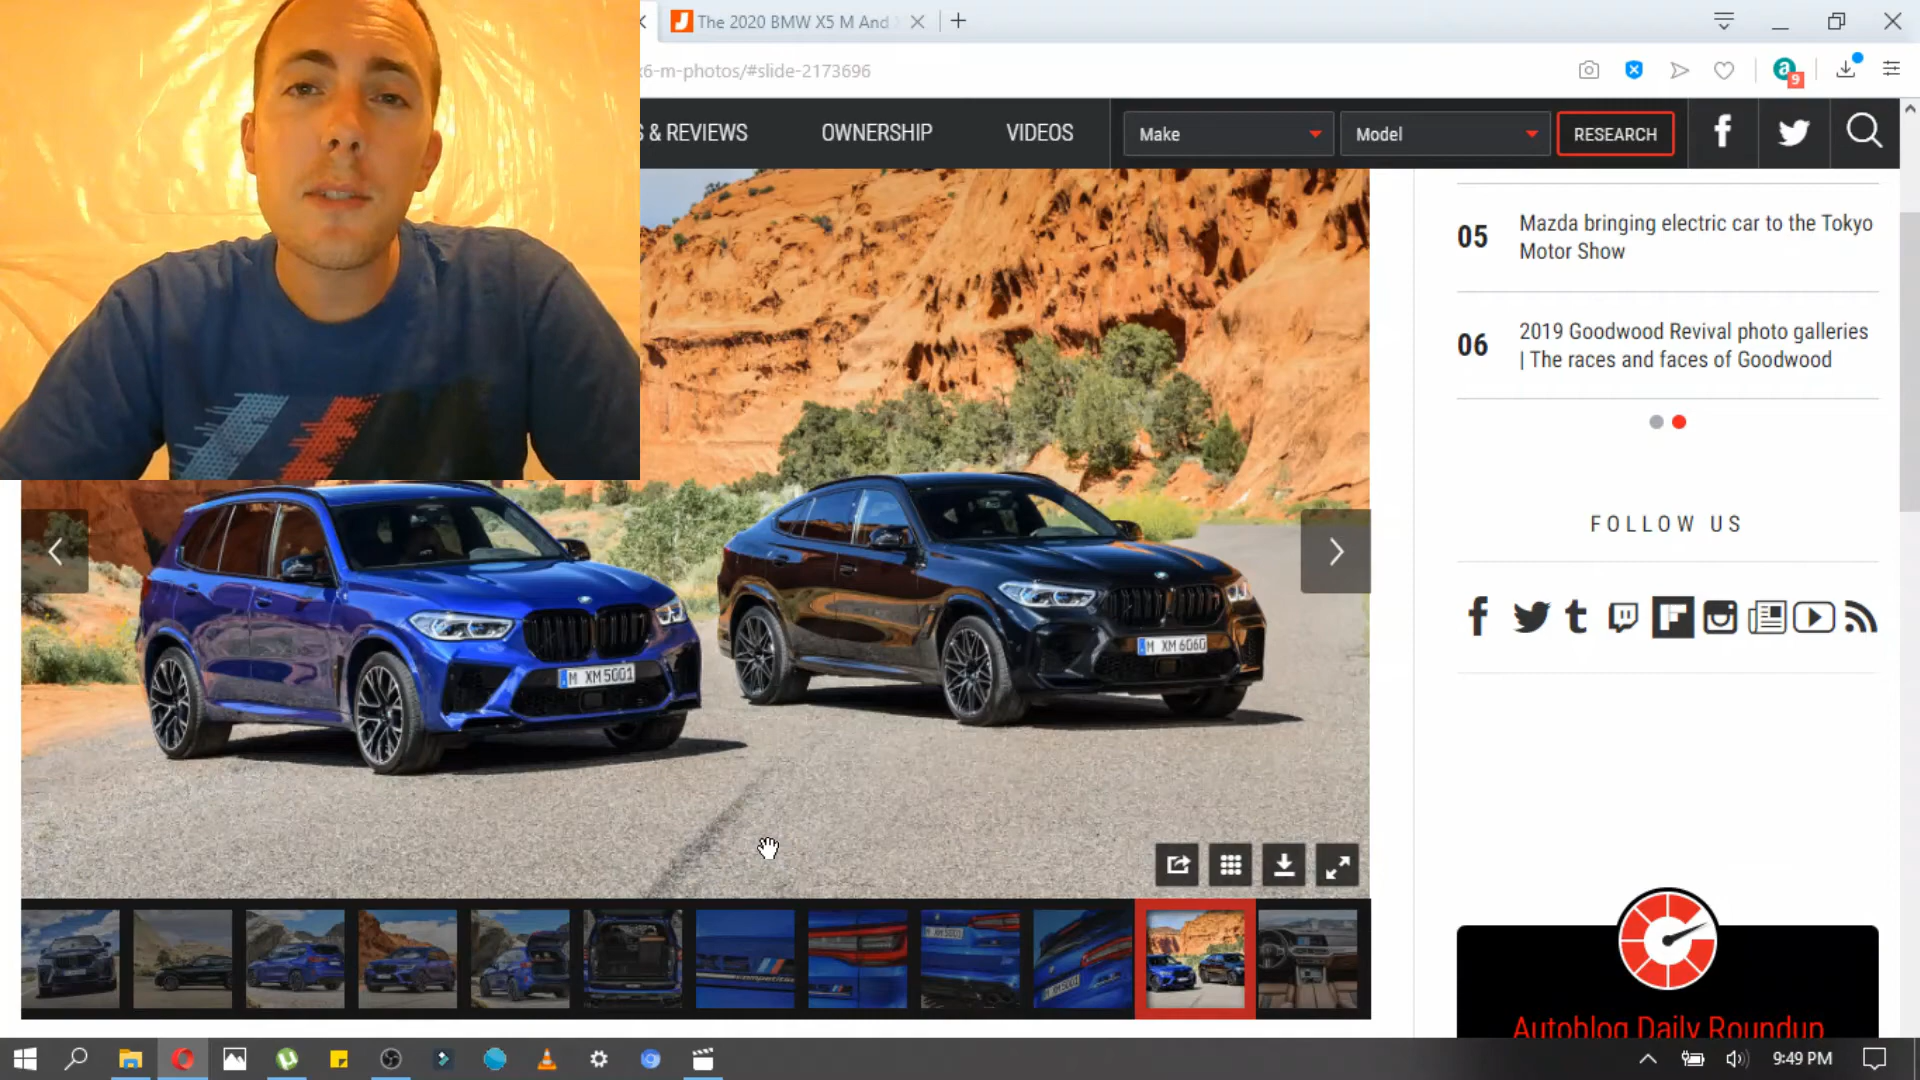 The 2020 BMW X5 M And
x6-m-photos/#slide-2173696
9
S & REVIEWS
OWNERSHIP
VIDEOS
Make
Model
RESEARCH
05
Mazda bringing electric car to the Tokyo
Motor Show
06
2019 Goodwood Revival photo galleries
| The races and faces of Goodwood
FOLLOW US
M XM 5001
M XM 6060
Autoblog Daily Roundup
9:49 PM